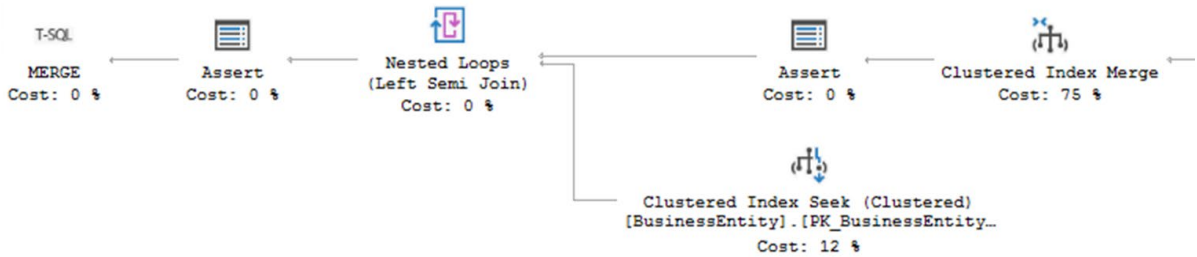 T-SQL
MERGE
Cost: 0 %
Assert
Cost: 0 %
Nested Loops
(Left Semi Join)
Cost: 0 %
Assert
Cost: 0 %
Clustered Index Merge
Cost: 75 %
Clustered Index Seek (Clustered)
[BusinessEntity].[PK_BusinessEntity…
Cost: 12 %